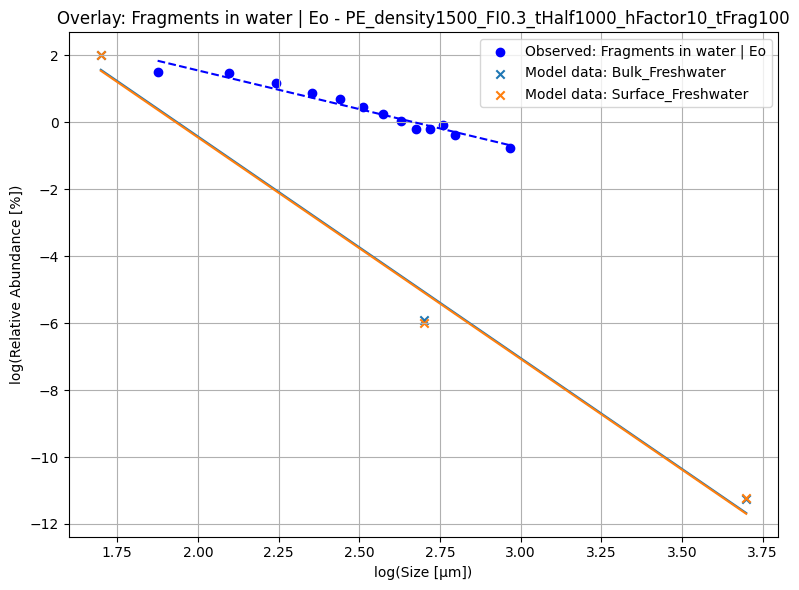 Overlay: Fragments in water | Eo - PE_density1500_FI0.3_tHalf1000_hFactor10_tFrag100
Observed: Fragments in water | Eo
Model data: Bulk_Freshwater
Model data: Surface_Freshwater
log(Relative Abundance [%])
2
0
−2
−4
−6
−8
−10
−12
1.75 2.00 2.25 2.50 2.75 3.00 3.25 3.50 3.75
log(Size [μm])